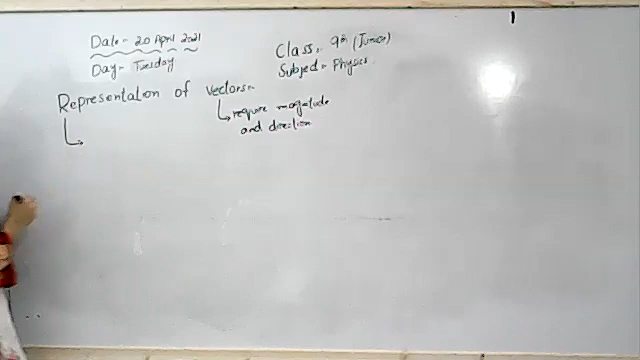 Date - 20 April 2021
Day - Tuesday
Class - 9th (Junior)
Subject - Physics
Representation of vectors -
require magnitude
and direction